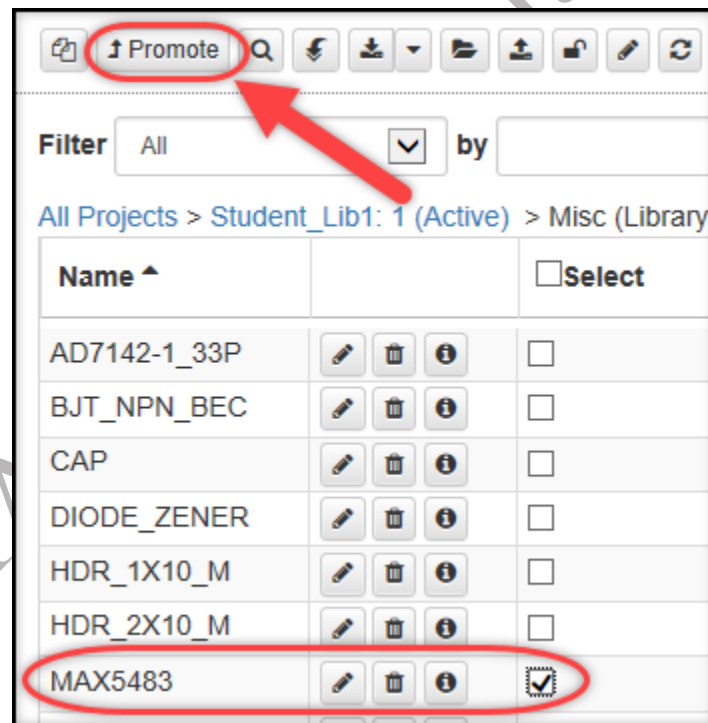 Promote
Filter All by
All Projects > Student_Lib1: 1 (Active) > Misc (Library
Name Select
AD7142-1_33P
BJT_NPN_BEC
CAP
DIODE_ZENER
HDR_1X10_M
HDR_2X10_M
MAX5483